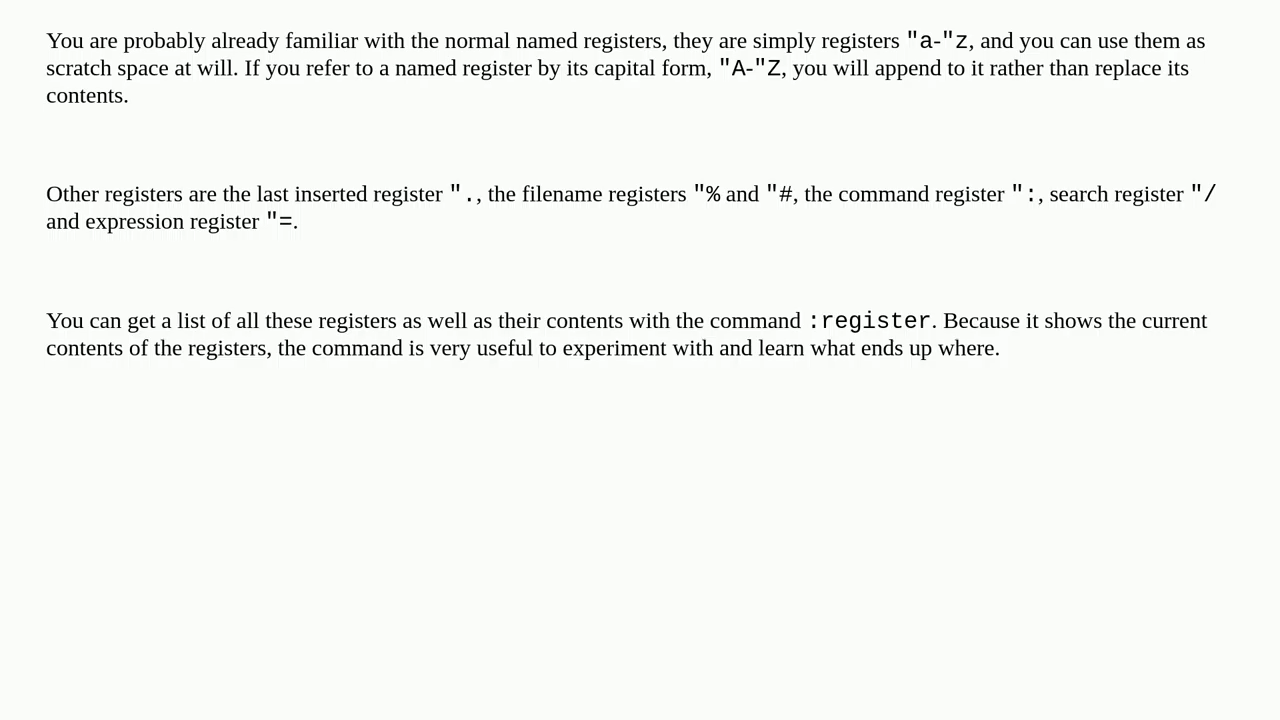 You are probably already familiar with the normal named registers, they are simply registers "a-"z, and you can use them as
scratch space at will. If you refer to a named register by its capital form, "A-"Z, you will append to it rather than replace its
contents.
Other registers are the last inserted register "., the filename registers "% and "#, the command register ":, search register "/
and expression register "=.
You can get a list of all these registers as well as their contents with the command :register. Because it shows the current
contents of the registers, the command is very useful to experiment with and learn what ends up where.